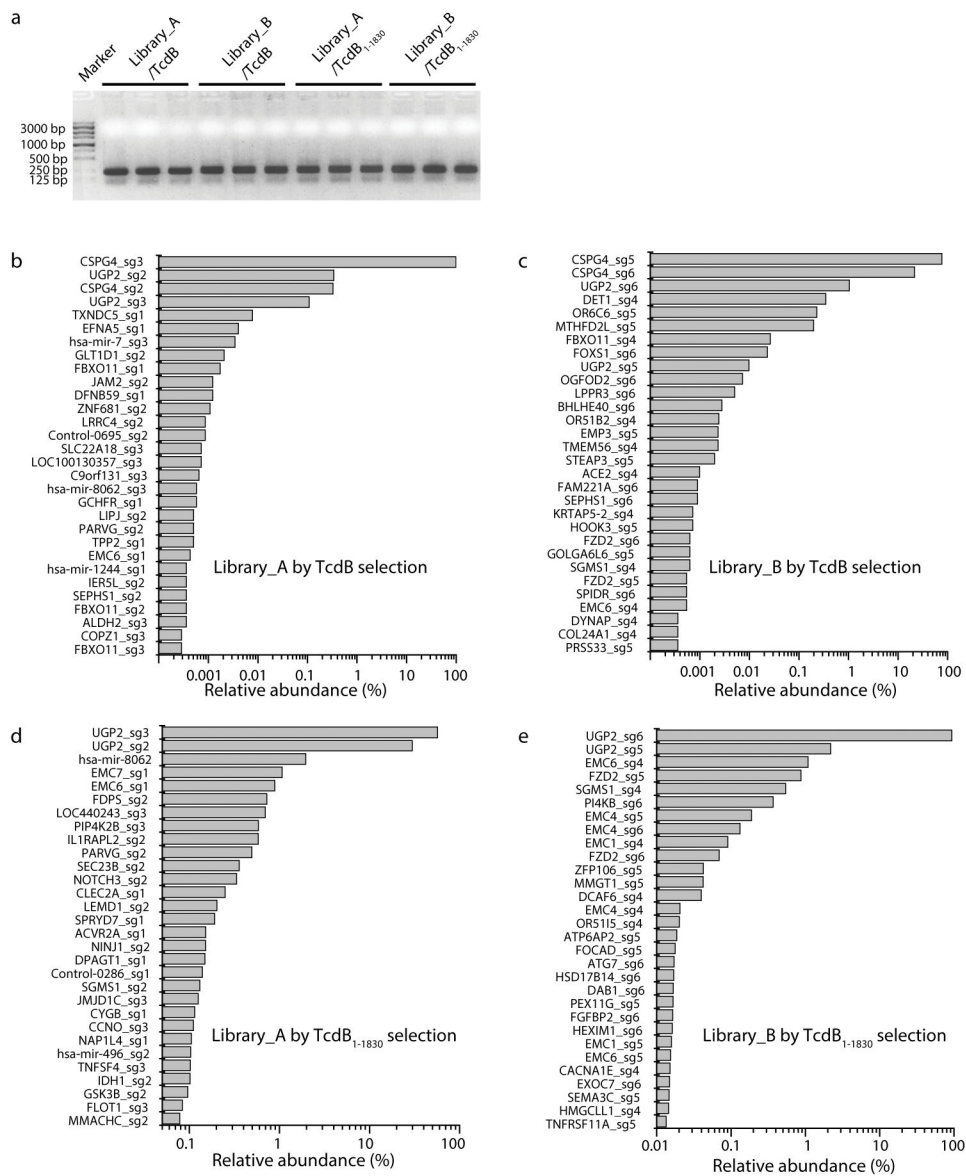 a
Marker
Library_A
/TcdB
Library_B
/TcdB
Library_A
/TcdB1-1830
Library_B
/TcdB1-1830
3000 bp
1000 bp
500 bp
250 bp
125 bp
b
CSPG4_sg3
UGP2_sg2
CSPG4_sg2
UGP2_sg3
TXNDC5_sg1
EFNA5_sg1
hsa-mir-7_sg3
GLT1D1_sg2
FBXO11_sg1
JAM2_sg2
DFNB59_sg1
ZNF681_sg2
LRRC4_sg2
Control-0695_sg2
SLC22A18_sg3
LOC100130357_sg3
C9orf131_sg3
hsa-mir-8062_sg3
GCHFR_sg1
LIPJ_sg2
PARVG_sg2
TPP2_sg1
EMC6_sg1
hsa-mir-1244_sg1
IER5L_sg2
SEPHS1_sg2
FBXO11_sg2
ALDH2_sg3
COPZ1_sg3
FBXO11_sg3
Library_A by TcdB selection
0.001 0.01 0.1 1 10 100
Relative abundance (%)
c
CSPG4_sg5
CSPG4_sg6
UGP2_sg6
DET1_sg4
OR6C6_sg5
MTHFD2L_sg5
FBXO11_sg4
FOXS1_sg6
UGP2_sg5
OGFOD2_sg6
LPPR3_sg6
BHLHE40_sg6
OR51B2_sg4
EMP3_sg5
TMEM56_sg4
STEAP3_sg5
ACE2_sg4
FAM221A_sg6
SEPHS1_sg6
KRTAP5-2_sg4
HOOK3_sg5
FZD2_sg6
GOLGA6L6_sg5
SGMS1_sg4
FZD2_sg5
SPIDR_sg6
EMC6_sg4
DYNAP_sg4
COL24A1_sg4
PRSS33_sg5
Library_B by TcdB selection
0.001 0.01 0.1 1 10 100
Relative abundance (%)
d
UGP2_sg3
UGP2_sg2
hsa-mir-8062
EMC7_sg1
EMC6_sg1
FDPS_sg2
LOC440243_sg3
PIP4K2B_sg3
IL1RAPL2_sg2
PARVG_sg2
SEC23B_sg2
NOTCH3_sg2
CLEC2A_sg1
LEMD1_sg2
SPRYD7_sg1
ACVR2A_sg1
NINJ1_sg2
DPAGT1_sg1
Control-0286_sg1
SGMS1_sg2
JMJD1C_sg3
CYGB_sg1
CCNO_sg3
NAP1L4_sg1
hsa-mir-496_sg2
TNFSF4_sg3
IDH1_sg2
GSK3B_sg2
FLOT1_sg3
MMACHC_sg2
Library_A by TcdB1-1830 selection
0.1 1 10 100
Relative abundance (%)
e
UGP2_sg6
UGP2_sg5
EMC6_sg4
FZD2_sg5
SGMS1_sg4
PI4KB_sg6
EMC4_sg5
EMC4_sg6
EMC1_sg4
FZD2_sg6
ZFP106_sg5
MMGT1_sg5
DCAF6_sg4
EMC4_sg4
OR51I5_sg4
ATP6AP2_sg5
FOCAD_sg5
ATG7_sg6
HSD17B14_sg6
DAB1_sg6
PEX11G_sg5
FGFBP2_sg6
HEXIM1_sg6
EMC1_sg5
EMC6_sg5
CACNA1E_sg4
EXOC7_sg6
SEMA3C_sg5
HMGCLL1_sg4
TNFRSF11A_sg5
Library_B by TcdB1-1830 selection
0.01 0.1 1 10 100
Relative abundance (%)